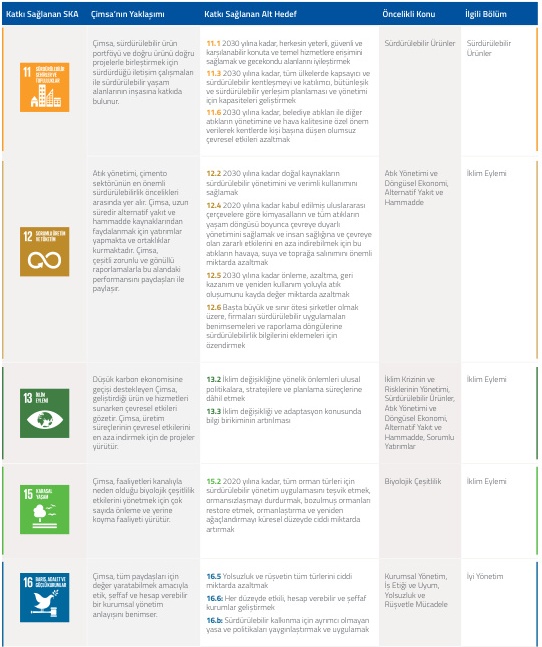 Katkı Sağlanan SKA
Çimsa'nın Yaklaşımı
Katkı Sağlanan Alt Hedef
Öncelikli Konu
İlgili Bölüm
11 SÜRDÜRÜLEBİLİR
ŞEHİRLER VE
TOPLULUKLAR
Çimsa, sürdürülebilir ürün
portföyü ve doğru ürünü doğru
projelerle birleştirmek için
sürdürdüğü iletişim çalışmaları
ile sürdürülebilir yaşam
alanlarının inşasına katkıda
bulunur.
11.1 2030 yılına kadar, herkesin yeterli, güvenli ve
karşılanabilir konuta ve temel hizmetlere erişimini
sağlamak ve gecekondu alanlarını iyileştirmek
11.3 2030 yılına kadar, tüm ülkelerde kapsayıcı ve
sürdürülebilir kentleşmeyi ve katılımcı, bütünleşik
ve sürdürülebilir yerleşim planlaması ve yönetimi
için kapasiteleri geliştirmek
11.6 2030 yılına kadar, belediye atıkları ile diğer
atıkların yönetimine ve hava kalitesine özel önem
verilerek kentlerde kişi başına düşen olumsuz
çevresel etkileri azaltmak
Sürdürülebilir Ürünler
Sürdürülebilir
Ürünler
12 SORUMLU ÜRETİM
VE TÜKETİM
Atık yönetimi, çimento
sektörünün en önemli
sürdürülebilirlik öncelikleri
arasında yer alır. Çimsa, uzun
süredir alternatif yakıt ve
hammadde kaynaklarından
faydalanmak için yatırımlar
yapmakta ve ortaklıklar
kurmaktadır. Çimsa,
çeşitli zorunlu ve gönüllü
raporlamalarla bu alandaki
performansını paydaşları ile
paylaşır.
12.2 2030 yılına kadar doğal kaynakların
sürdürülebilir yönetimini ve verimli kullanımını
sağlamak
12.4 2020 yılına kadar kabul edilmiş uluslararası
çerçevelere göre kimyasalların ve tüm atıkların
yaşam döngüsü boyunca çevreye duyarlı
yönetimini sağlamak ve insan sağlığına ve çevreye
olan zararlı etkilerini en aza indirebilmek için bu
atıkların havaya, suya ve toprağa salınımını önemli
miktarda azaltmak
12.5 2030 yılına kadar önleme, azaltma, geri
kazanım ve yeniden kullanım yoluyla atık
oluşumunu kayda değer miktarda azaltmak
12.6 Başta büyük ve sınır ötesi şirketler olmak
üzere, firmaları sürdürülebilir uygulamaları
benimsemeleri ve raporlama döngülerine
sürdürülebilirlik bilgilerini eklemeleri için
özendirmek
Atık Yönetimi ve
Döngüsel Ekonomi,
Alternatif Yakıt ve
Hammadde
İklim Eylemi
13 İKLİM
EYLEMİ
Düşük karbon ekonomisine
geçişi destekleyen Çimsa,
geliştirdiği ürün ve hizmetleri
sunarken çevresel etkileri
gözetir. Çimsa, üretim
süreçlerinin çevresel etkilerini
en aza indirmek için de projeler
yürütür.
13.2 İklim değişikliğine yönelik önlemleri ulusal
politikalara, stratejilere ve planlama süreçlerine
dâhil etmek
13.3 İklim değişikliği ve adaptasyon konusunda
bilgi birikiminin artırılması
İklim Krizinin ve
Risklerinin Yönetimi,
Sürdürülebilir Ürünler,
Atık Yönetimi ve
Döngüsel Ekonomi,
Alternatif Yakıt ve
Hammadde, Sorumlu
Yatırımlar
İklim Eylemi
15 KARASAL
YAŞAM
Çimsa, faaliyetleri kanalıyla
neden olduğu biyolojik çeşitlilik
etkilerini yönetmek için çok
sayıda önleme ve yerine
koyma faaliyeti yürütür.
15.2 2020 yılına kadar, tüm orman türleri için
sürdürülebilir yönetim uygulamasını teşvik etmek,
ormansızlaşmayı durdurmak, bozulmuş ormanları
restore etmek, ormanlaştırma ve yeniden
ağaçlandırmayı küresel düzeyde ciddi miktarda
artırmak
Biyolojik Çeşitlilik
İklim Eylemi
16 BARIŞ, ADALET VE
GÜÇLÜ KURUMLAR
Çimsa, tüm paydaşları için
değer yaratabilmek amacıyla
etik, şeffaf ve hesap verebilir
bir kurumsal yönetim
anlayışını benimser.
16.5 Yolsuzluk ve rüşvetin tüm türlerini ciddi
miktarda azaltmak
16.6: Her düzeyde etkili, hesap verebilir ve şeffaf
kurumlar geliştirmek
16.b: Sürdürülebilir kalkınma için ayrımcı olmayan
yasa ve politikaları yaygınlaştırmak ve uygulamak
Kurumsal Yönetim,
İş Etiği ve Uyum,
Yolsuzluk ve
Rüşvetle Mücadele
İyi Yönetim